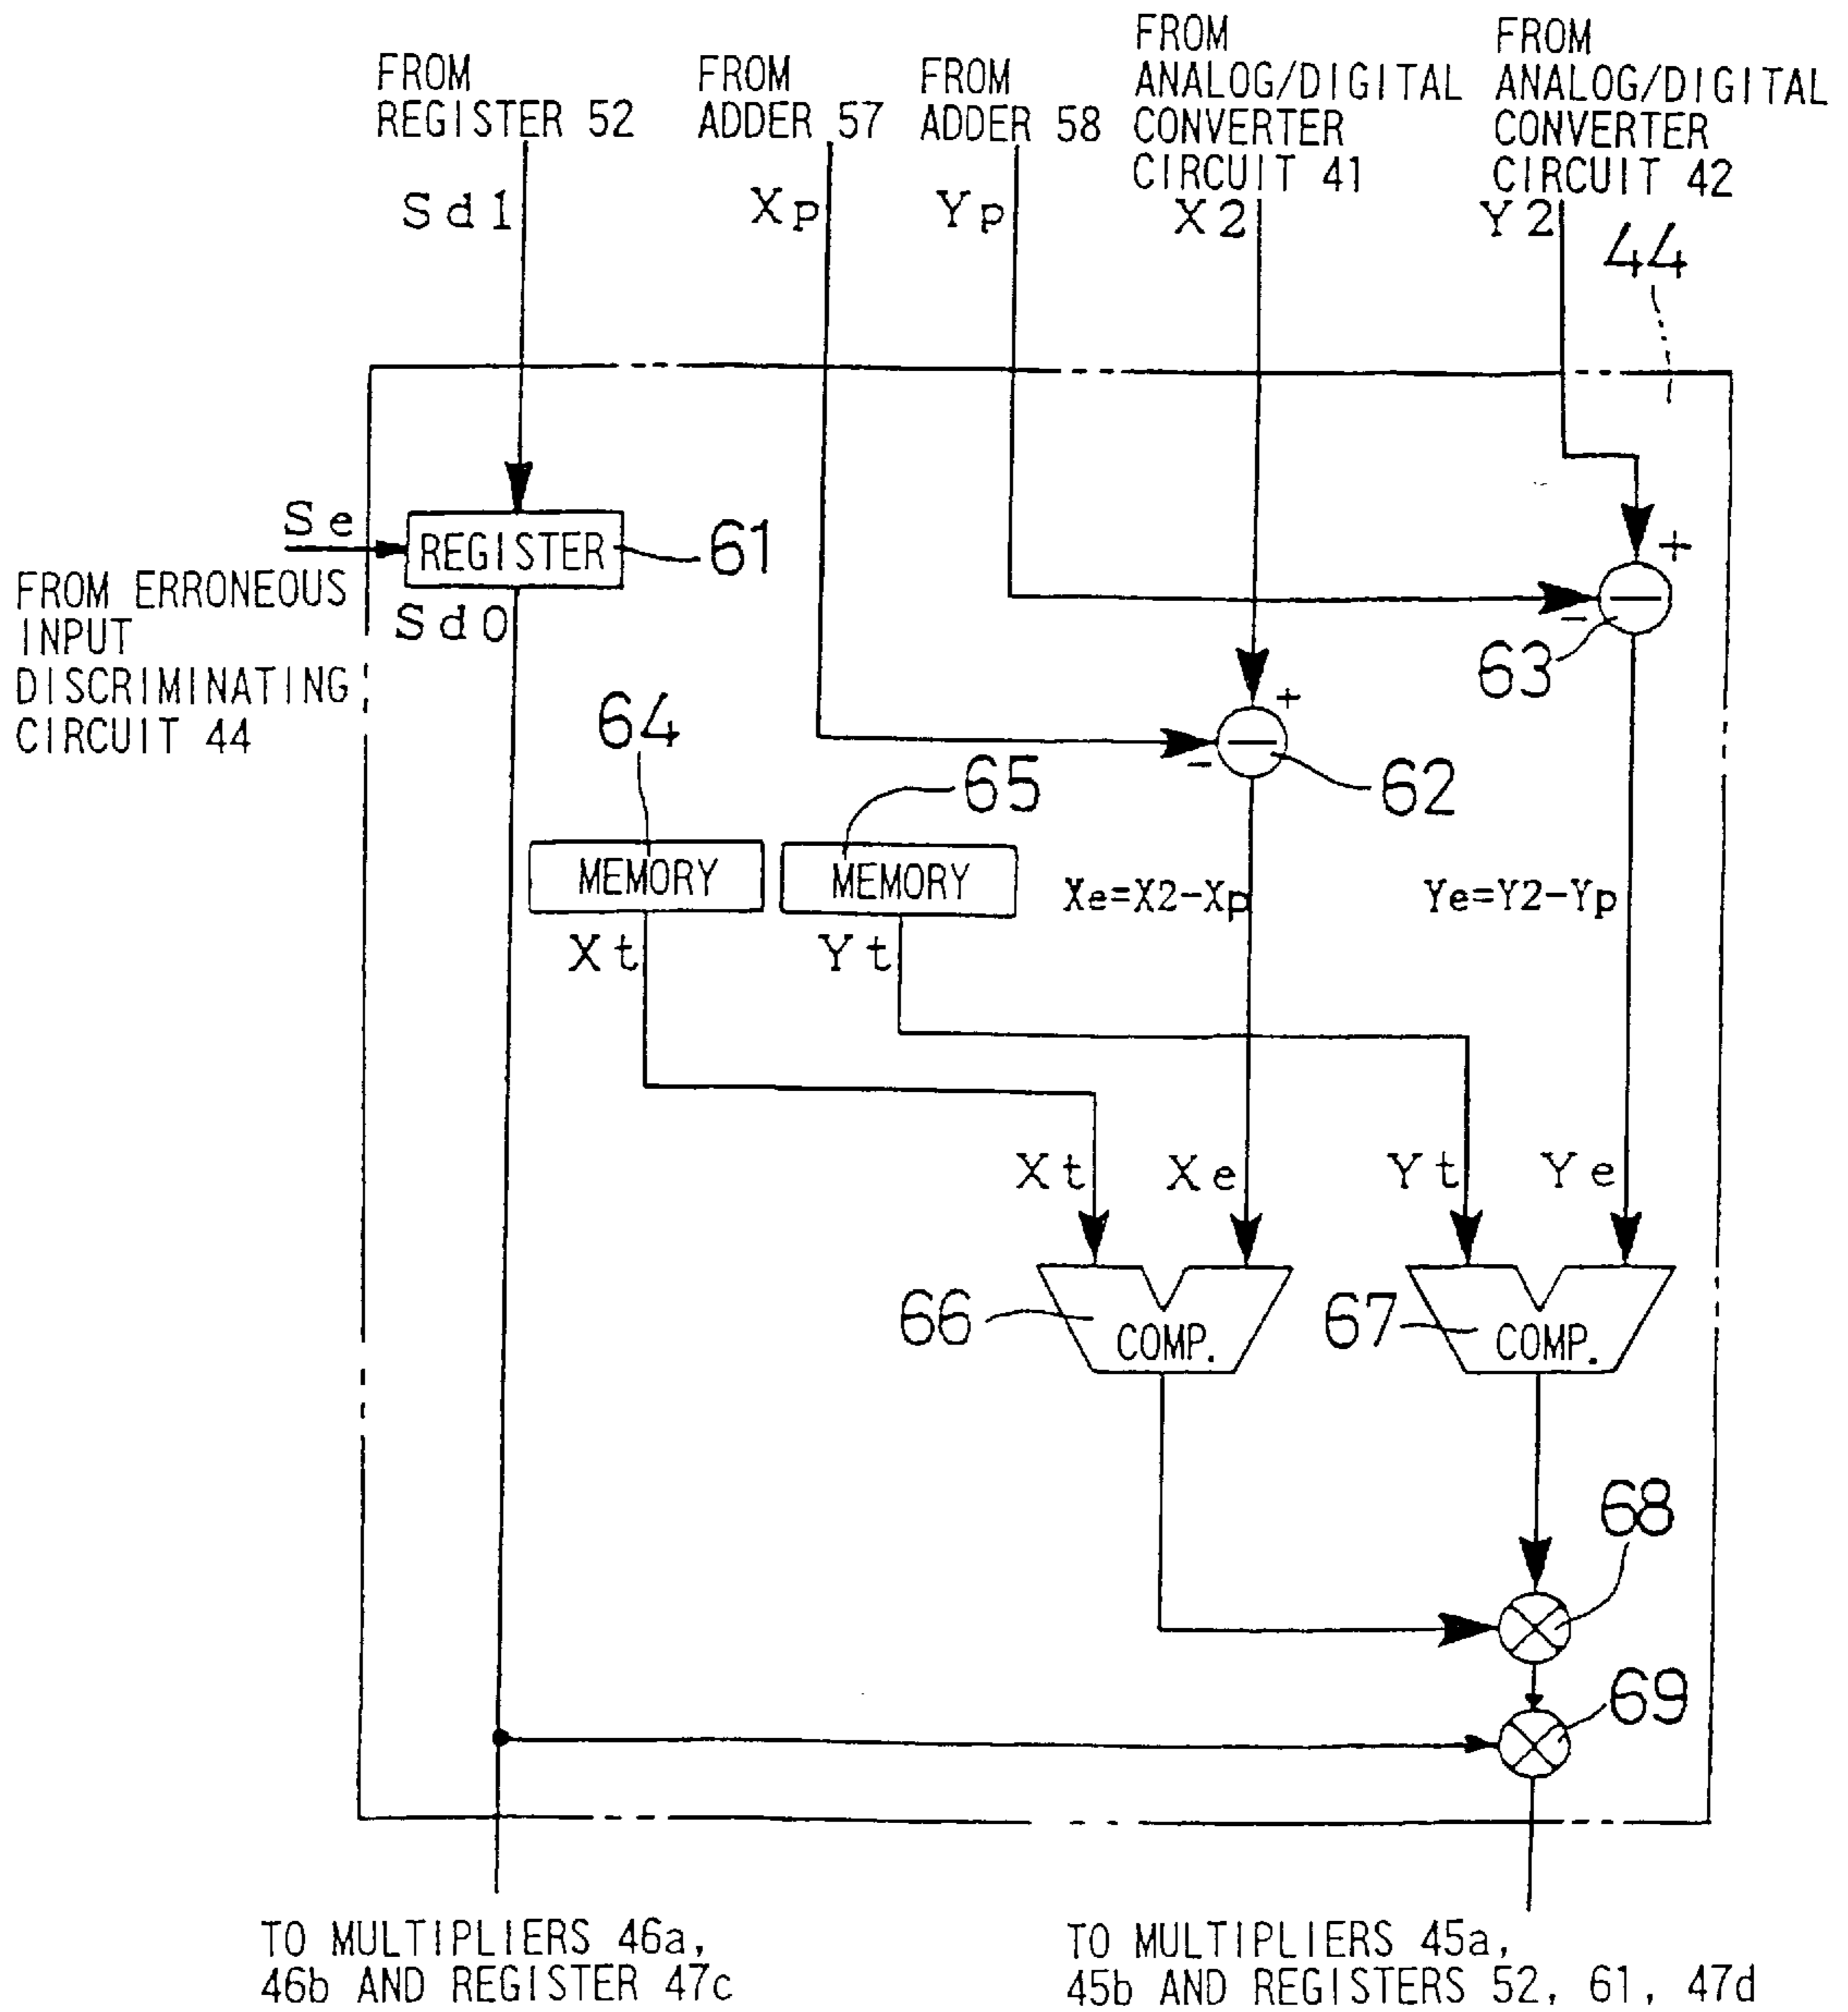 FROM
REGISTER 52
FROM
ADDER 57
FROM
ADDER 58
FROM
ANALOG/DIGITAL
CONVERTER
CIRCUIT 41
FROM
ANALOG/DIGITAL
CONVERTER
CIRCUIT 42
Sd1
Xp
Yp
X2
Y2
44
Se
REGISTER
61
FROM ERRONEOUS
INPUT
DISCRIMINATING
CIRCUIT 44
Sd0
+
−
−
63
+
−
−
62
64
65
MEMORY
MEMORY
Xe=X2-Xp
Ye=Y2-Yp
Xt
Yt
Xt
Xe
Yt
Ye
66
COMP.
67
COMP.
68
69
TO MULTIPLIERS 46a,
46b AND REGISTER 47c
TO MULTIPLIERS 45a,
45b AND REGISTERS 52, 61, 47d